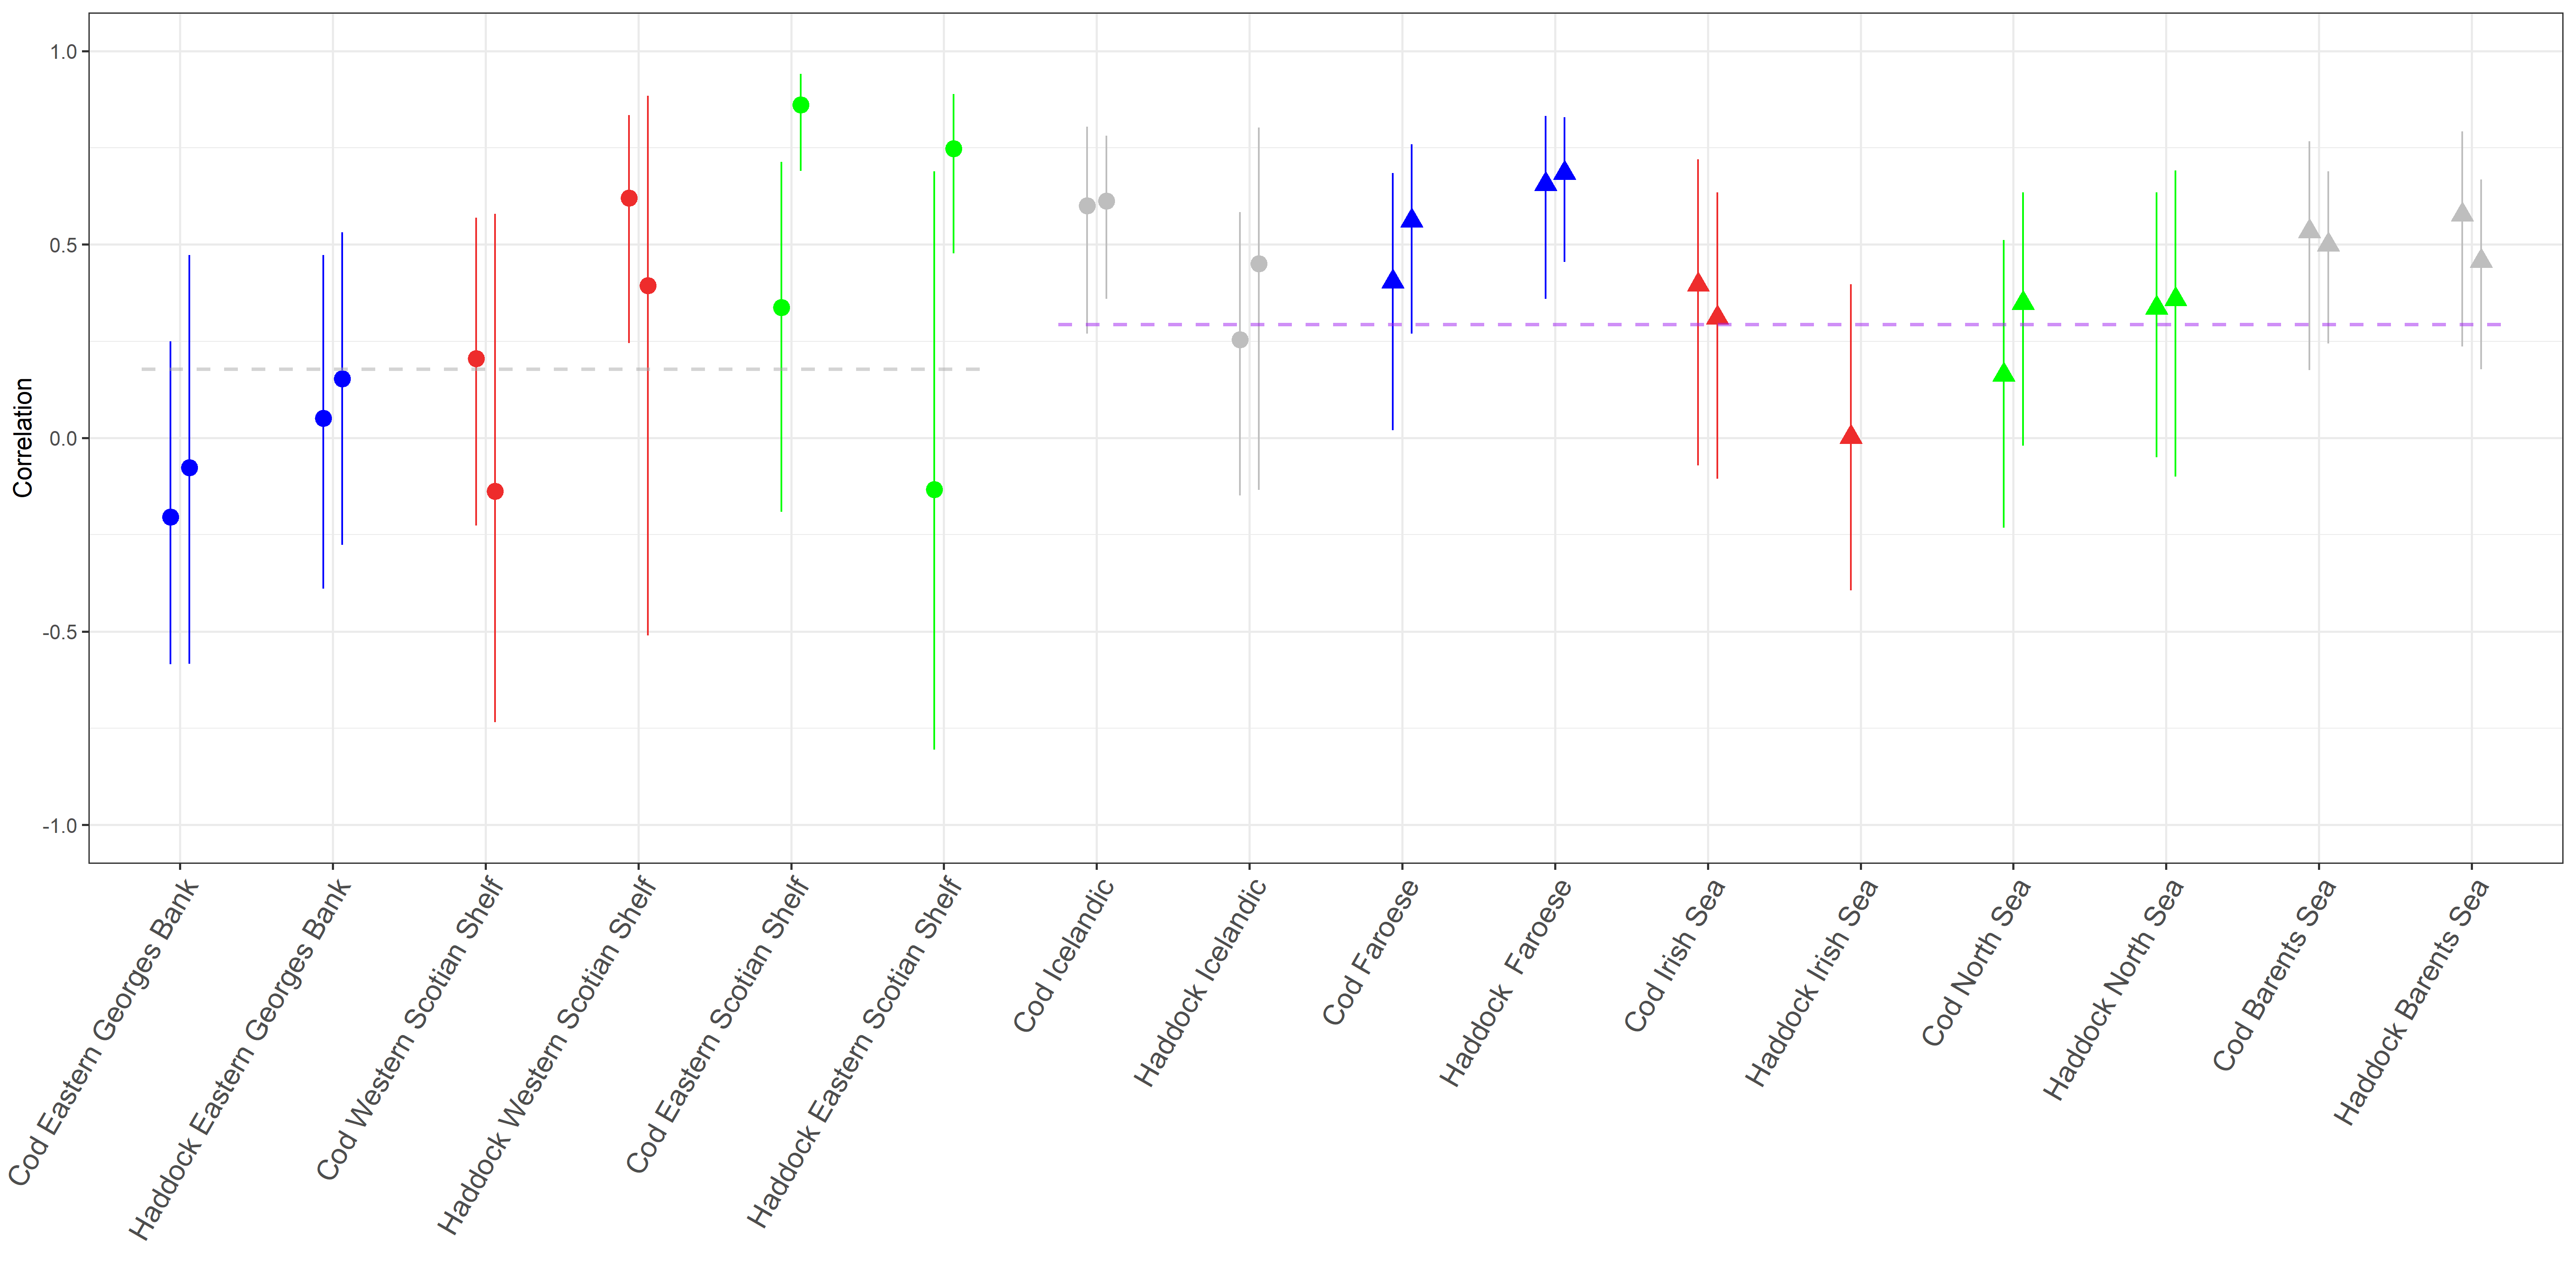 1.0
0.5
0.0
-0.5
-1.0
Correlation
Cod Eastern Georges Bank
Haddock Eastern Georges Bank
Cod Western Scotian Shelf
Haddock Western Scotian Shelf
Cod Eastern Scotian Shelf
Haddock Eastern Scotian Shelf
Cod Icelandic
Haddock Icelandic
Cod Faroese
Haddock  Faroese
Cod Irish Sea
Haddock Irish Sea
Cod North Sea
Haddock North Sea
Cod Barents Sea
Haddock Barents Sea